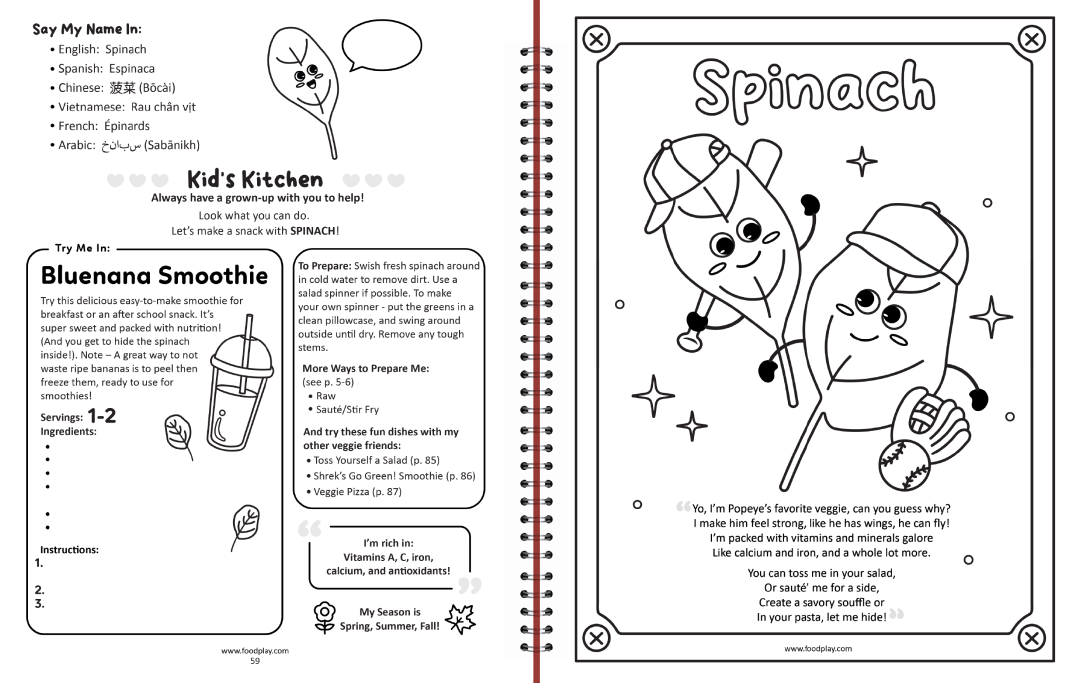 Say My Name In:
• English: Spinach
• Spanish: Espinaca
• Chinese: 菠菜 (Bōcài)
• Vietnamese: Rau chân vịt
• French: Épinards
• Arabic: سبانخ (Sabānikh)
Kid's Kitchen
Always have a grown-up with you to help!
Look what you can do.
Let's make a snack with SPINACH!
Try Me In:
Bluenana Smoothie
Try this delicious easy-to-make smoothie for
breakfast or an after school snack. It's
super sweet and packed with nutrition!
(And you get to hide the spinach
inside!). Note – A great way to not
waste ripe bananas is to peel then
freeze them, ready to use for
smoothies!
Servings: 1-2
Ingredients:
•
•
•
•
•
•
Instructions:
1.
2.
3.
To Prepare: Swish fresh spinach around
in cold water to remove dirt. Use a
salad spinner if possible. To make
your own spinner - put the greens in a
clean pillowcase, and swing around
outside until dry. Remove any tough
stems.
More Ways to Prepare Me:
(see p. 5-6)
• Raw
• Sauté/Stir Fry
And try these fun dishes with my
other veggie friends:
• Toss Yourself a Salad (p. 85)
• Shrek's Go Green! Smoothie (p. 86)
• Veggie Pizza (p. 87)
“I'm rich in:
Vitamins A, C, iron,
calcium, and antioxidants!”
My Season is
Spring, Summer, Fall!
www.foodplay.com
59
Spinach
“Yo, I'm Popeye's favorite veggie, can you guess why?
I make him feel strong, like he has wings, he can fly!
I'm packed with vitamins and minerals galore
Like calcium and iron, and a whole lot more.
You can toss me in your salad,
Or sauté' me for a side,
Create a savory souffle or
In your pasta, let me hide!”
www.foodplay.com